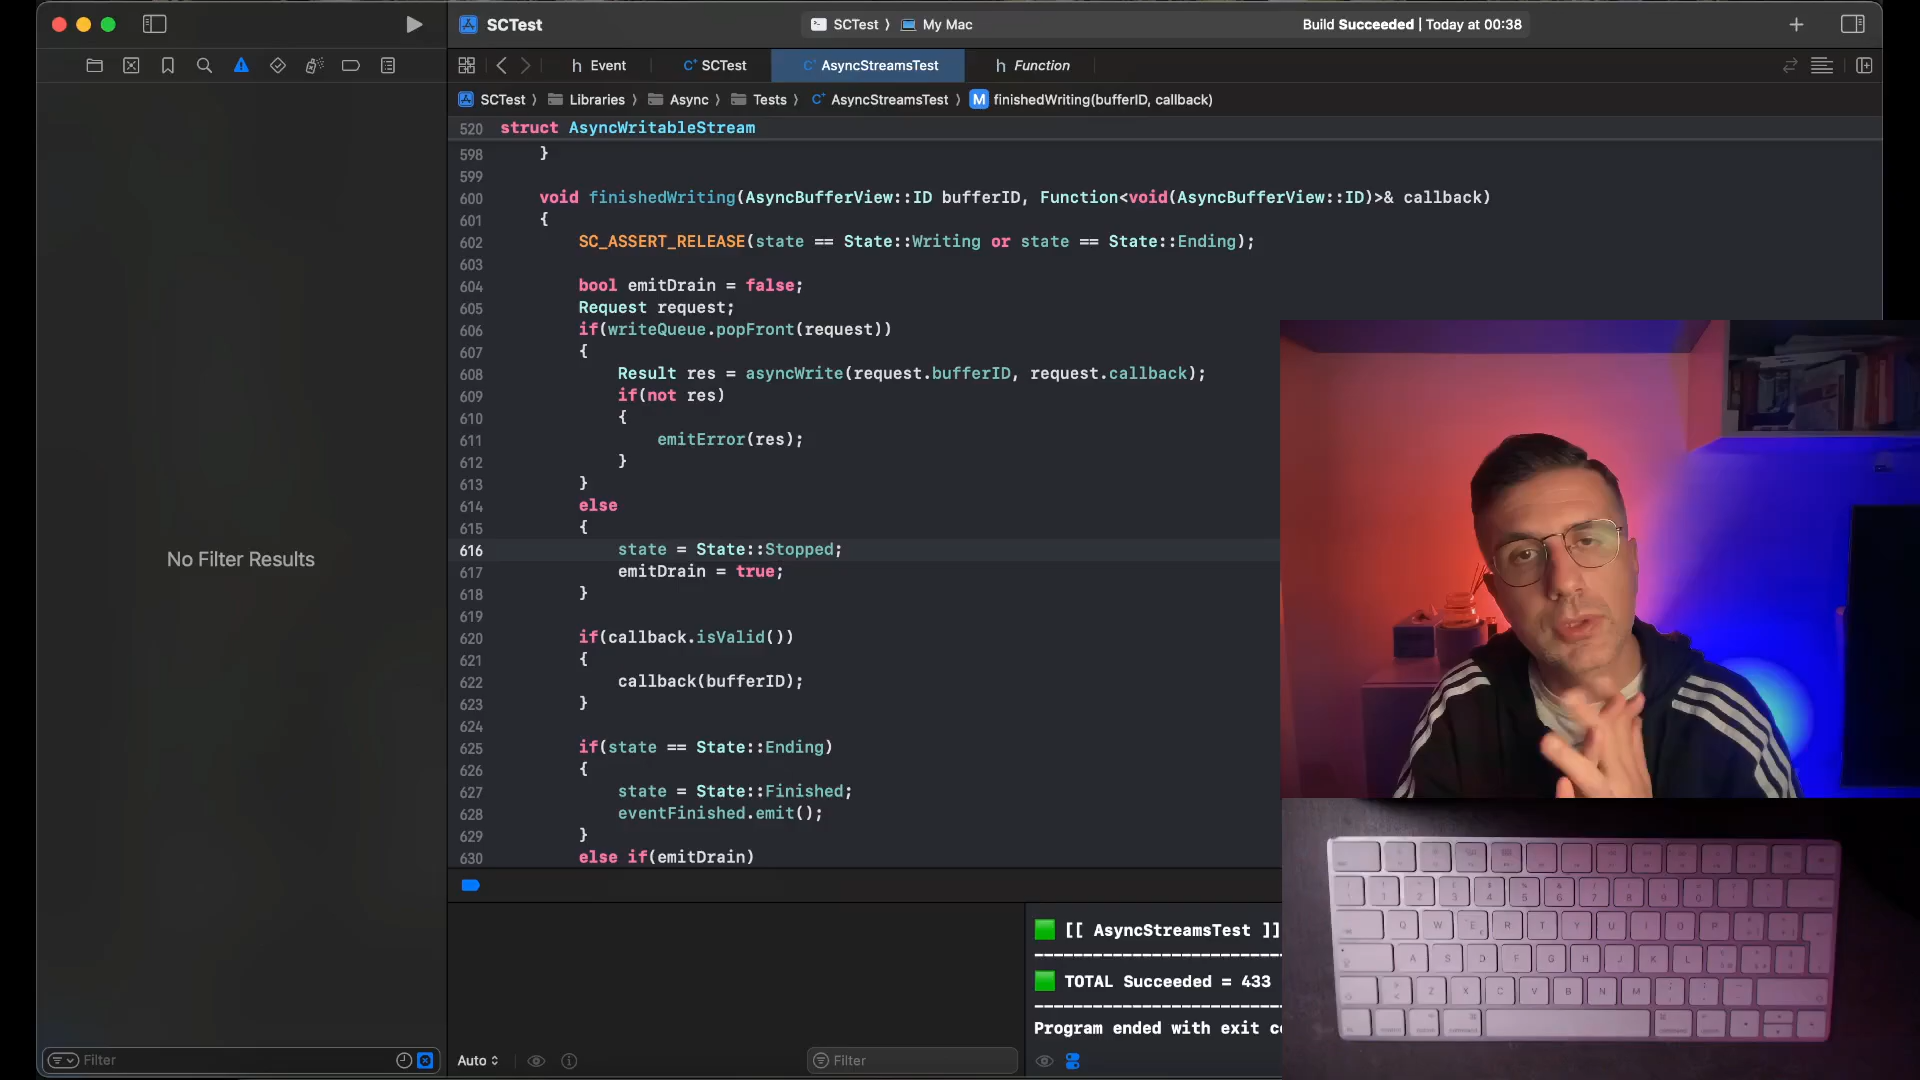 SCTest
SCTest 〉 My Mac
Build Succeeded | Today at 00:38
Event
SCTest
AsyncStreamsTest
Function
SCTest 〉 Libraries 〉 Async 〉 Tests 〉 AsyncStreamsTest 〉 M finishedWriting(bufferID, callback)
520 struct AsyncWritableStream
598 }
599
600 void finishedWriting(AsyncBufferView::ID bufferID, Function<void(AsyncBufferView::ID)>& callback)
601 {
602 SC_ASSERT_RELEASE(state == State::Writing or state == State::Ending);
603
604 bool emitDrain = false;
605 Request request;
606 if(writeQueue.popFront(request))
607 {
608 Result res = asyncWrite(request.bufferID, request.callback);
609 if(not res)
610 {
611 emitError(res);
612 }
613 }
614 else
615 {
616 state = State::Stopped;
617 emitDrain = true;
618 }
619
620 if(callback.isValid())
621 {
622 callback(bufferID);
623 }
624
625 if(state == State::Ending)
626 {
627 state = State::Finished;
628 eventFinished.emit();
629 }
630 else if(emitDrain)
No Filter Results
[[ AsyncStreamsTest ]]
TOTAL Succeeded = 433
Program ended with exit
Filter
Auto
Filter